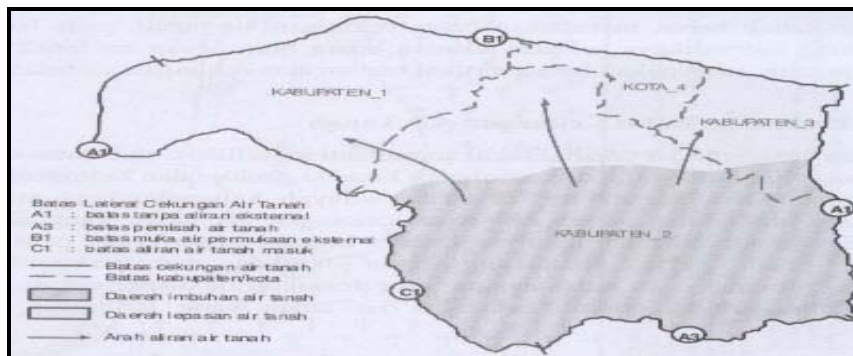 B1
KABUPATEN_1
KOTA_4
KABUPATEN_3
A1
A1
KABUPATEN_2
C1
A3
Batas Lateral Cekungan Air Tanah
A1 : batas tanpa aliran eksternal
A3 : batas pemisah air tanah
B1 : batas muka air permukaan eksternal
C1 : batas aliran air tanah masuk
Batas cekungan air tanah
Batas kabupaten/kota
Daerah imbuhan air tanah
Daerah lepasan air tanah
Arah aliran air tanah